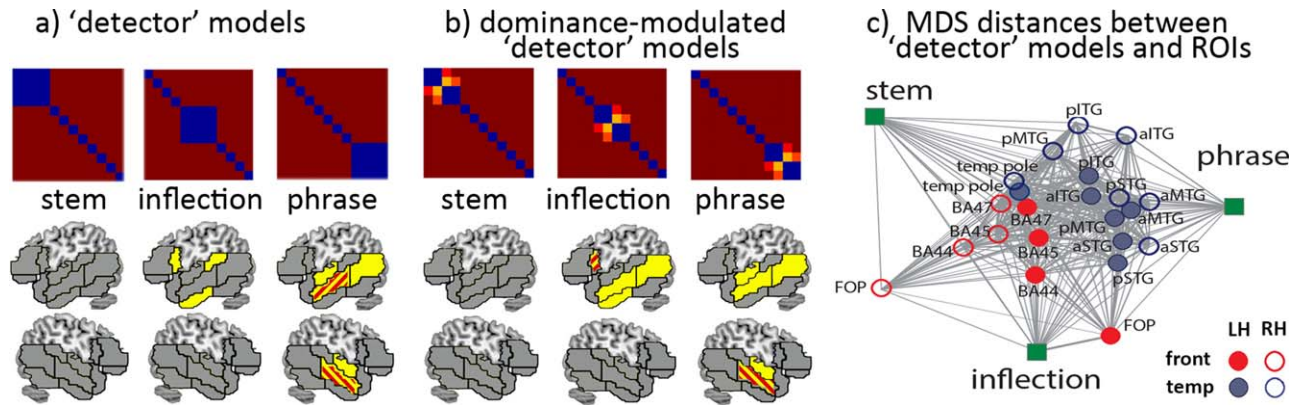 a) 'detector' models
b) dominance-modulated
'detector' models
c) MDS distances between
'detector' models and ROIs
stem inflection phrase
stem inflection phrase
stem
pITG
aITG
pMTG
phrase
temp pole
pITG
pSTG
temp pole
aITG
aMTG
BA47
BA47
pMTG
aMTG
BA45
BA45
aSTG
aSTG
BA44
pSTG
FOP
BA44
FOP
LH RH
front
temp
inflection